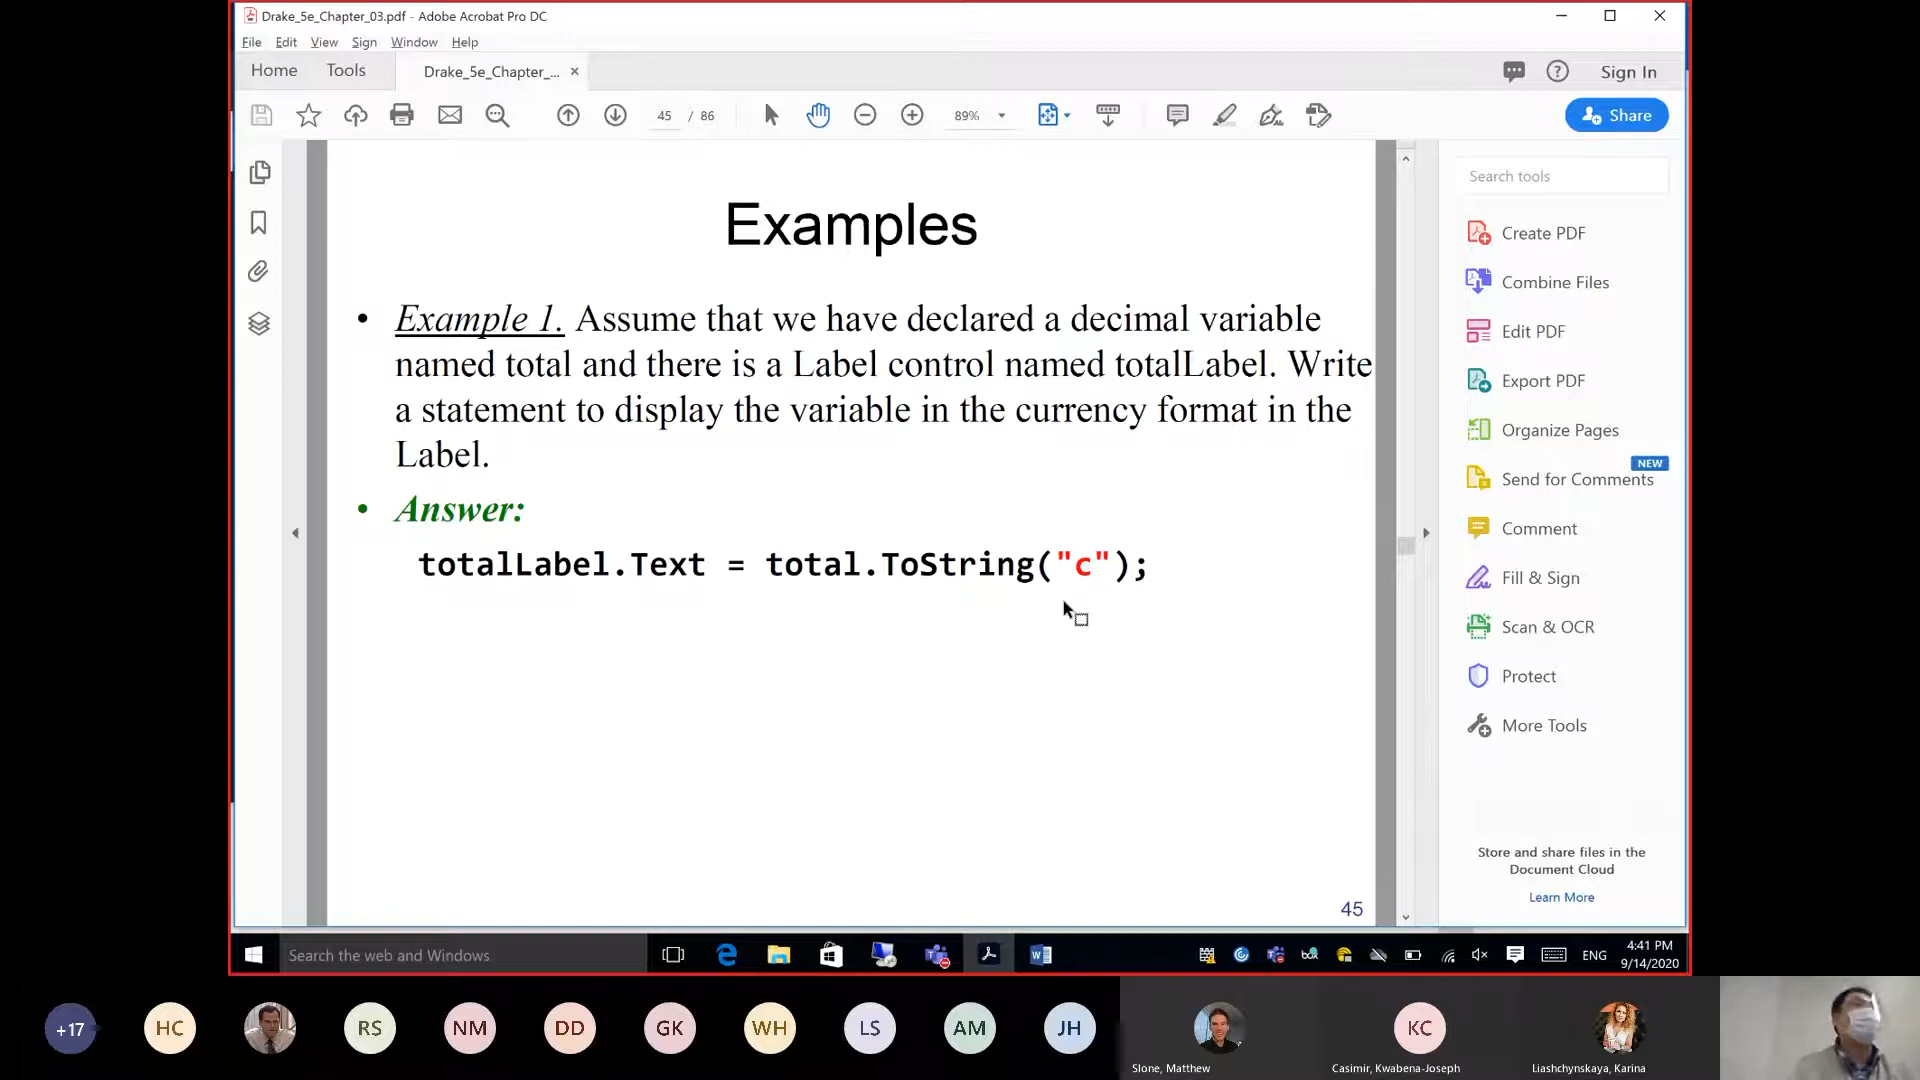 Drake_5e_Chapter_03.pdf - Adobe Acrobat Pro DC
File Edit View Sign Window Help
Home Tools Drake_5e_Chapter_... × Sign In
45 / 86 89% Share
Search tools
Examples
Create PDF
Combine Files
• Example 1. Assume that we have declared a decimal variable
named total and there is a Label control named totalLabel. Write
a statement to display the variable in the currency format in the
Label.
Edit PDF
Export PDF
Organize Pages
NEW
Send for Comments
• Answer:
Comment
totalLabel.Text = total.ToString("c");
Fill & Sign
Scan & OCR
Protect
More Tools
Store and share files in the
Document Cloud
Learn More
45
Search the web and Windows
ENG
4:41 PM
9/14/2020
+17 HC RS NM DD GK WH LS AM JH KC
Slone, Matthew Casimir, Kwabena-Joseph Liashchynskaya, Karina